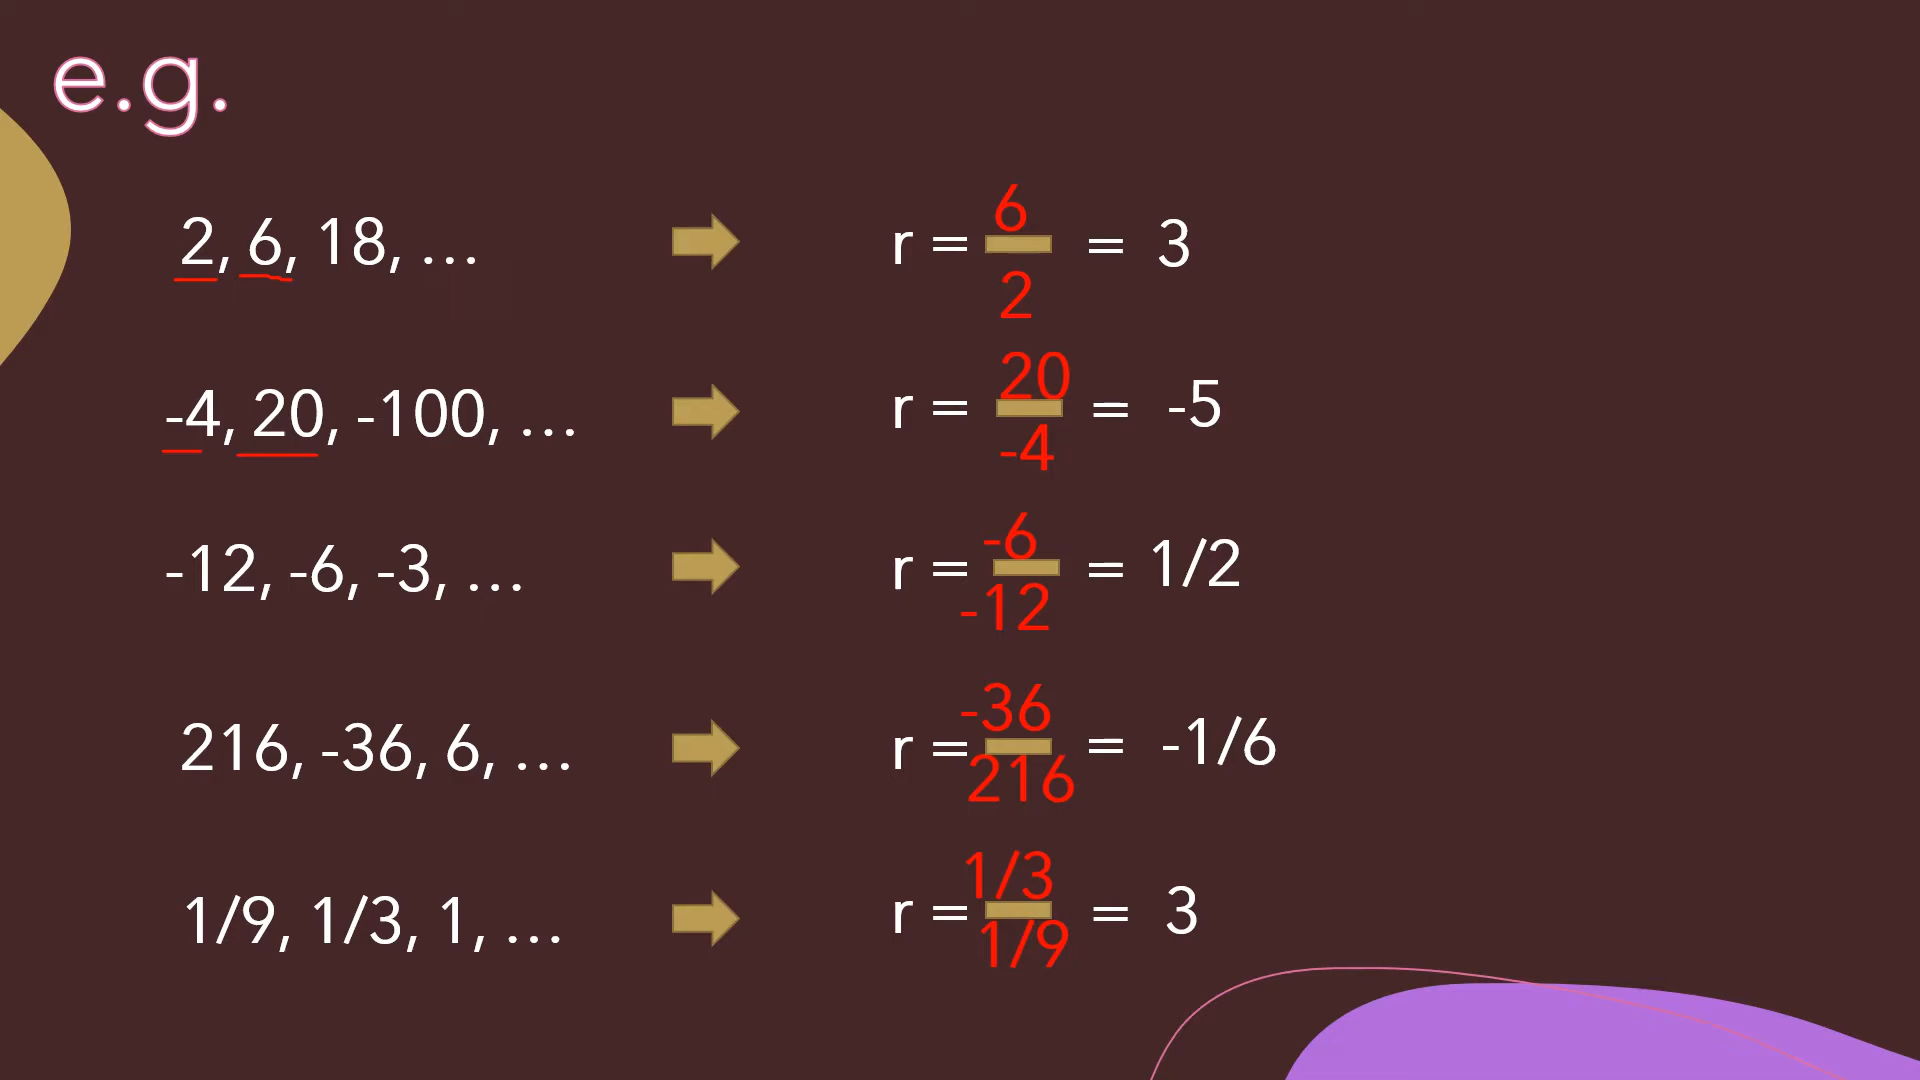 e.g.
2, 6, 18, ... r = 6/2 = 3
-4, 20, -100, ... r = 20/-4 = -5
-12, -6, -3, ... r = -6/-12 = 1/2
216, -36, 6, ... r = -36/216 = -1/6
1/9, 1/3, 1, ... r = 1/3/1/9 = 3